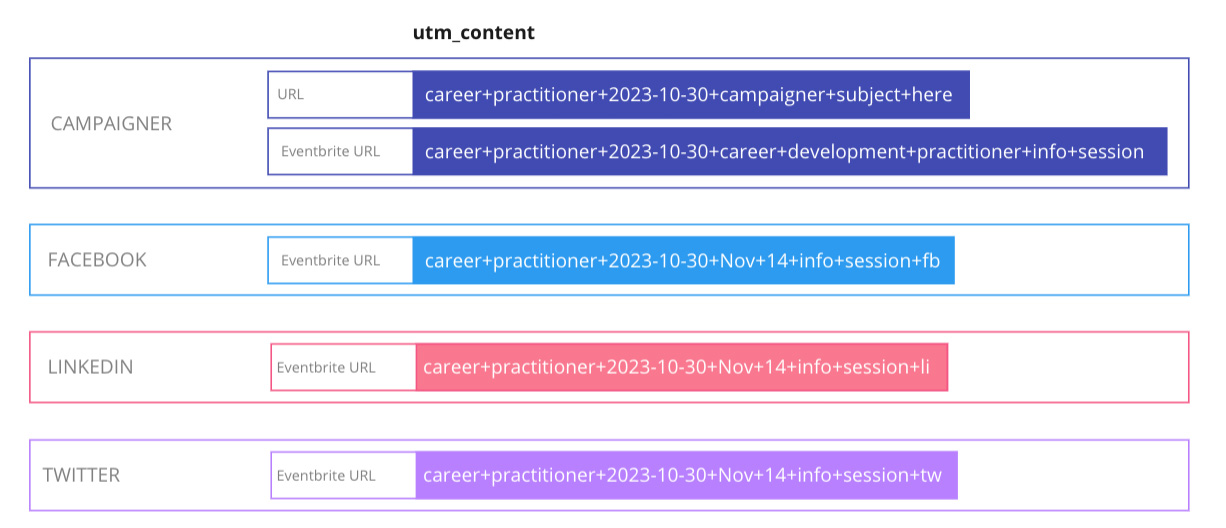 utm_content
CAMPAIGNER
URL
career+practitioner+2023-10-30+campaigner+subject+here
Eventbrite URL
career+practitioner+2023-10-30+career+development+practitioner+info+session
FACEBOOK
Eventbrite URL
career+practitioner+2023-10-30+Nov+14+info+session+fb
LINKEDIN
Eventbrite URL
career+practitioner+2023-10-30+Nov+14+info+session+li
TWITTER
Eventbrite URL
career+practitioner+2023-10-30+Nov+14+info+session+tw